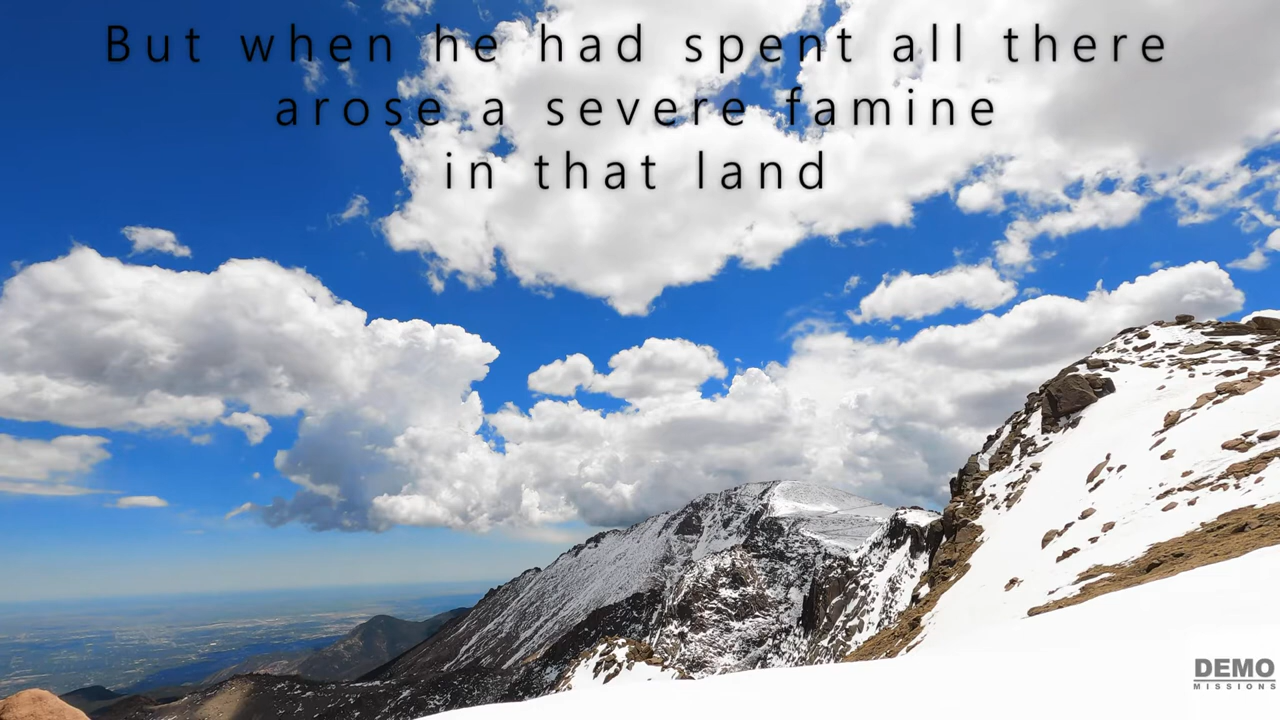 But when he had spent all there
arose a severe famine
in that land
DEMO
MISSIONS